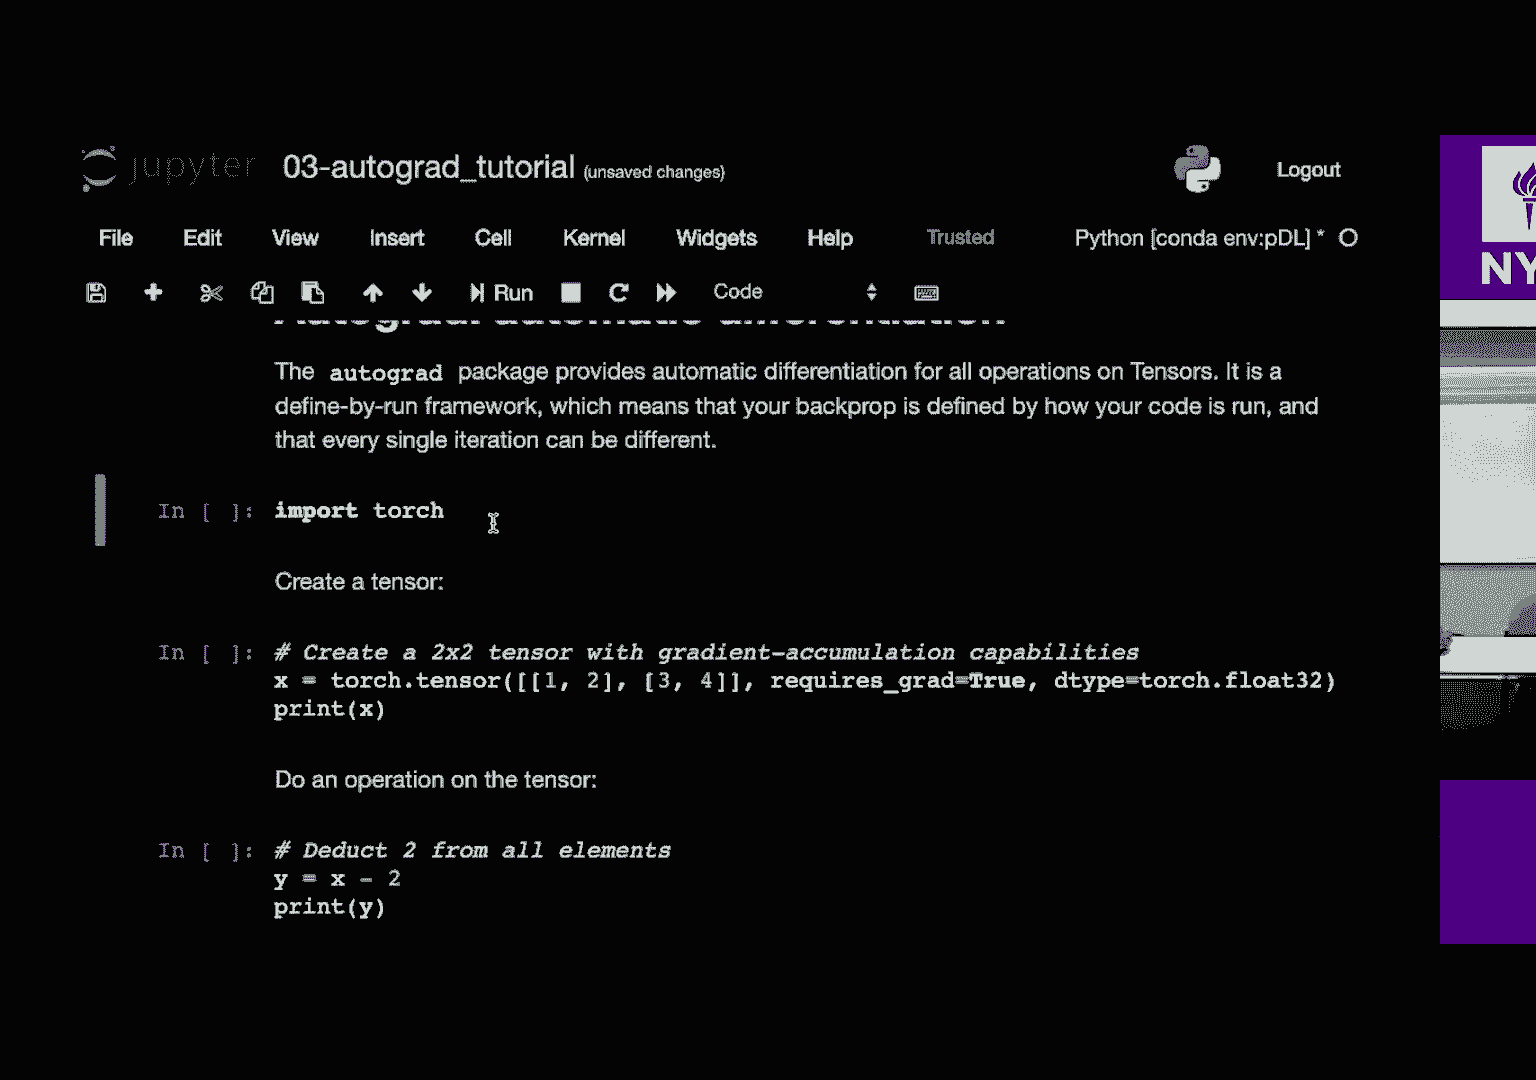 jupyter 03-autograd_tutorial (unsaved changes) Logout
File Edit View Insert Cell Kernel Widgets Help Trusted Python [conda env:pDL] *
Run Code
The autograd package provides automatic differentiation for all operations on Tensors. It is a
define-by-run framework, which means that your backprop is defined by how your code is run, and
that every single iteration can be different.
In [ ]: import torch
Create a tensor:
In [ ]: # Create a 2x2 tensor with gradient-accumulation capabilities
x = torch.tensor([[1, 2], [3, 4]], requires_grad=True, dtype=torch.float32)
print(x)
Do an operation on the tensor:
In [ ]: # Deduct 2 from all elements
y = x - 2
print(y)
NY